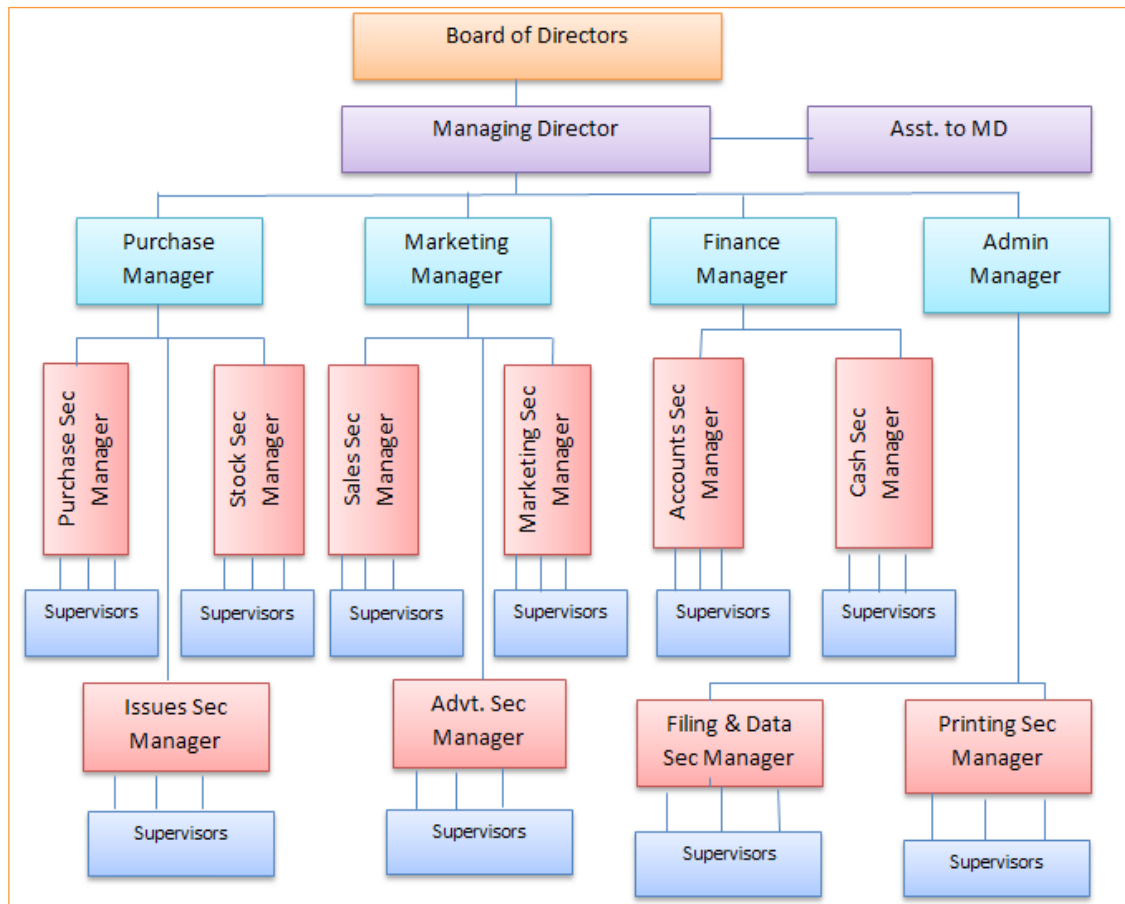 Board of Directors
Managing Director
Asst. to MD
Purchase
Manager
Marketing
Manager
Finance
Manager
Admin
Manager
Purchase Sec
Manager
Stock Sec
Manager
Sales Sec
Manager
Marketing Sec
Manager
Accounts Sec
Manager
Cash Sec
Manager
Supervisors
Supervisors
Supervisors
Supervisors
Supervisors
Supervisors
Issues Sec
Manager
Advt. Sec
Manager
Filing & Data
Sec Manager
Printing Sec
Manager
Supervisors
Supervisors
Supervisors
Supervisors